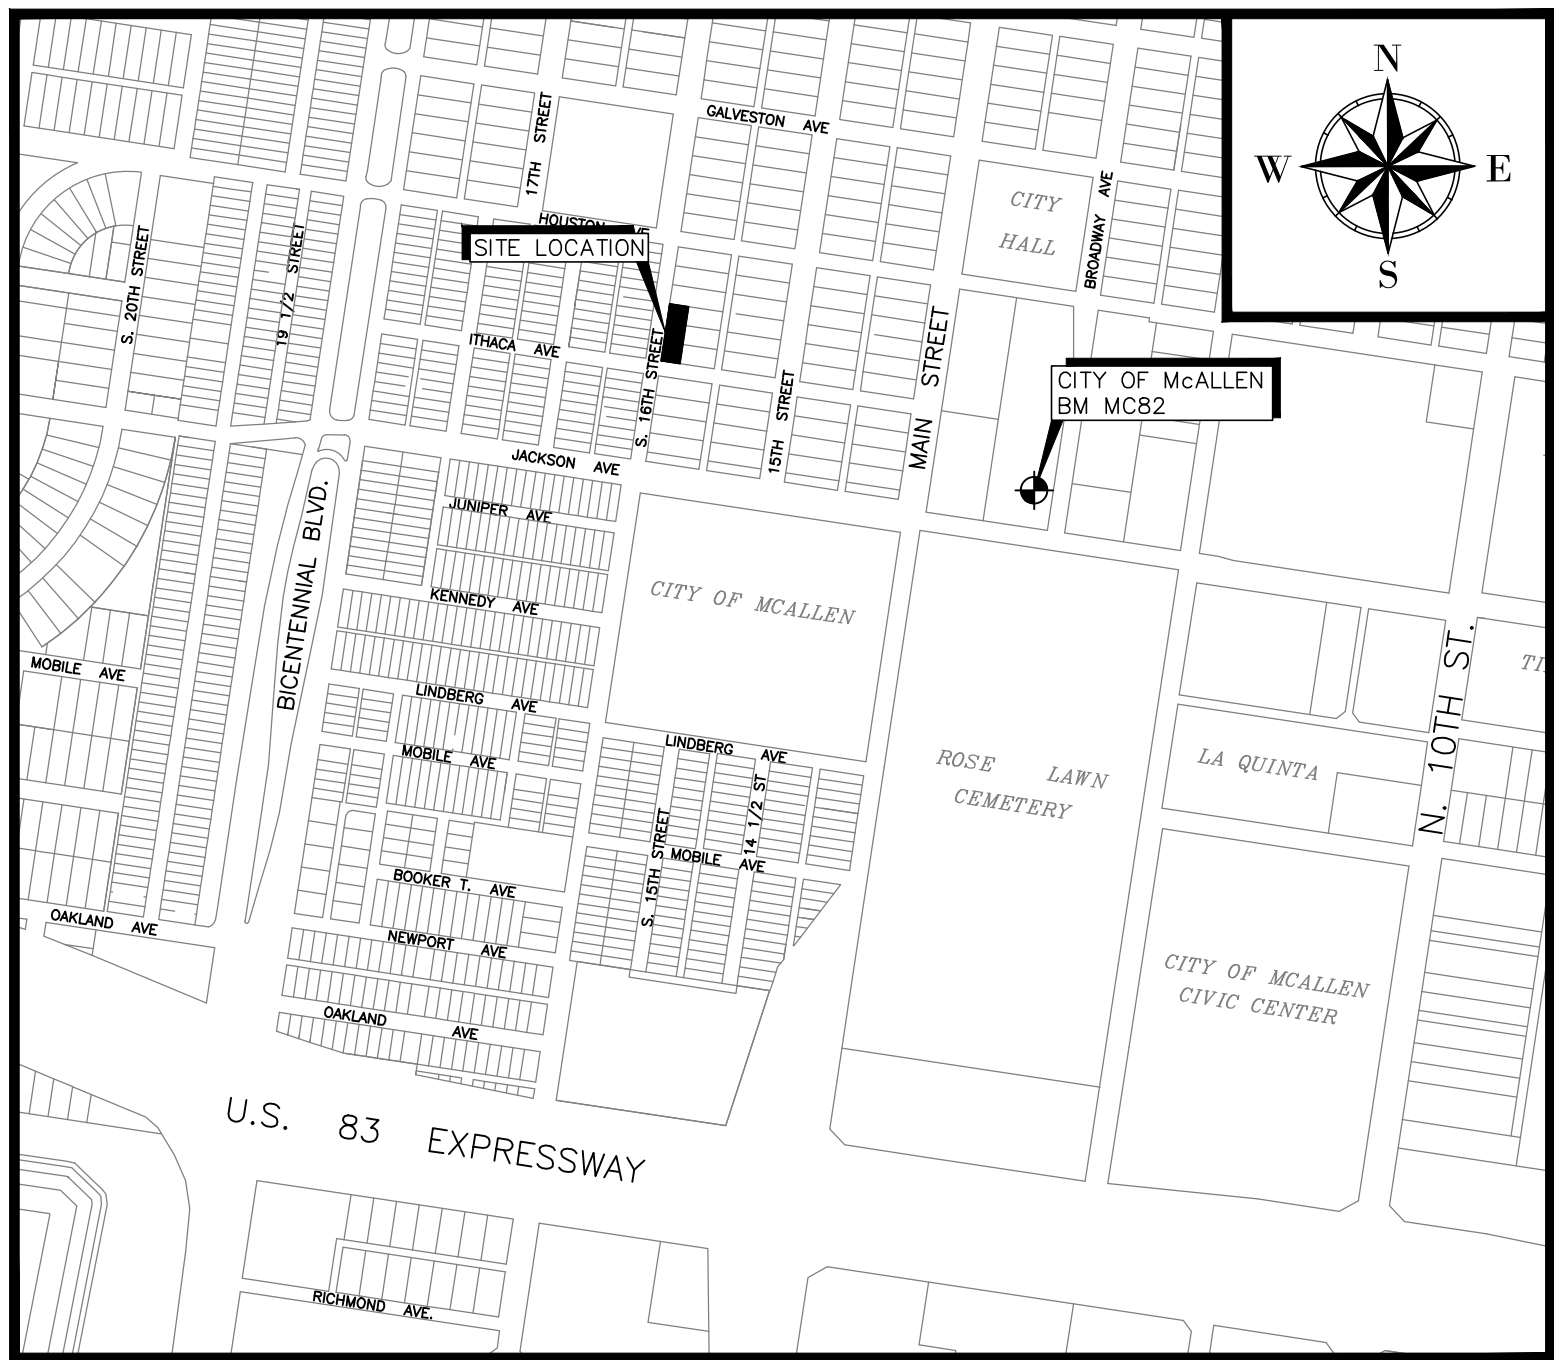 N
W E
S
GALVESTON AVE
17TH STREET
HOUSTON AVE
CITY
HALL
BROADWAY AVE
SITE LOCATION
S. 20TH STREET
19 1/2 STREET
ITHACA AVE
S. 16TH STREET
15TH STREET
MAIN STREET
CITY OF McALLEN
BM MC82
JACKSON AVE
JUNIPER AVE
BICENTENNIAL BLVD.
CITY OF MCALLEN
KENNEDY AVE
MOBILE AVE
LINDBERG AVE
N. 10TH ST.
TI
MOBILE AVE
LINDBERG AVE
ROSE LAWN
CEMETERY
LA QUINTA
14 1/2 ST
S. 15TH STREET
MOBILE AVE
BOOKER T. AVE
OAKLAND AVE
NEWPORT AVE
CITY OF MCALLEN
CIVIC CENTER
OAKLAND AVE
U.S. 83 EXPRESSWAY
RICHMOND AVE.